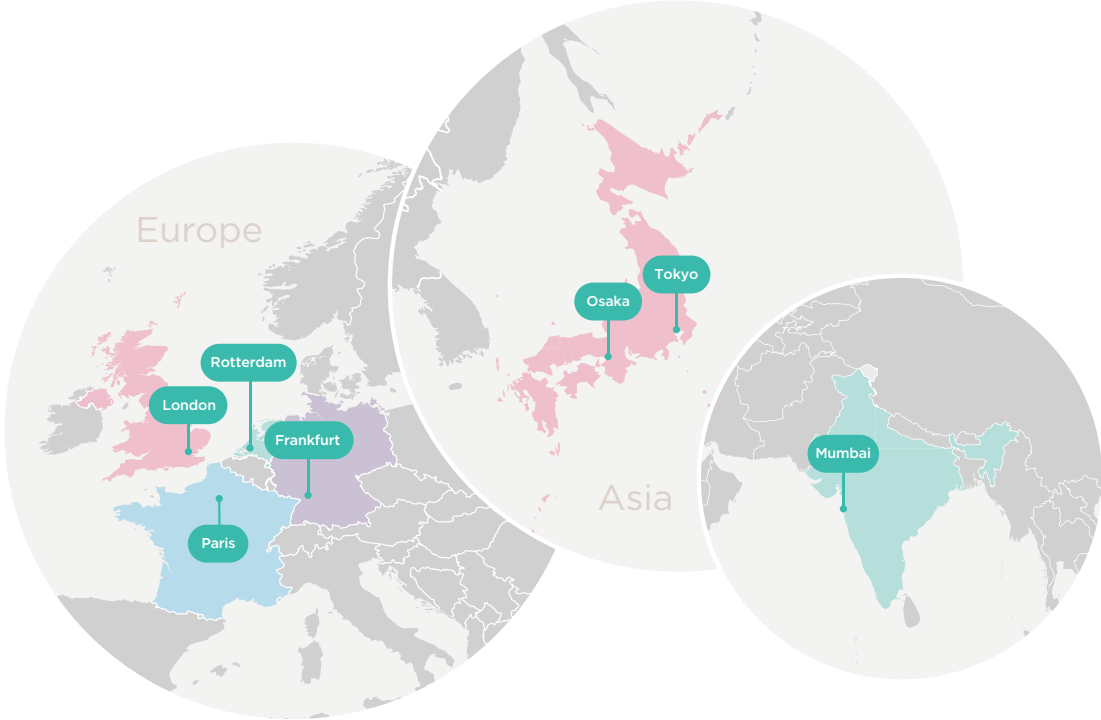 Europe
Rotterdam
London
Frankfurt
Paris
Tokyo
Osaka
Asia
Mumbai